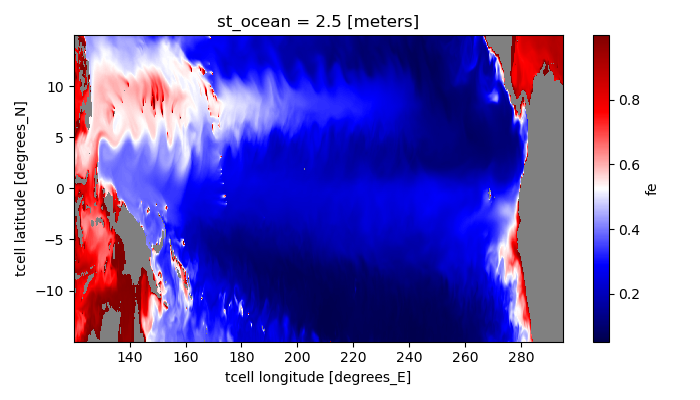 st_ocean = 2.5 [meters]
10
5
0
−5
−10
tcell latitude [degrees_N]
140 160 180 200 220 240 260 280
tcell longitude [degrees_E]
0.8
0.6
0.4
0.2
fe